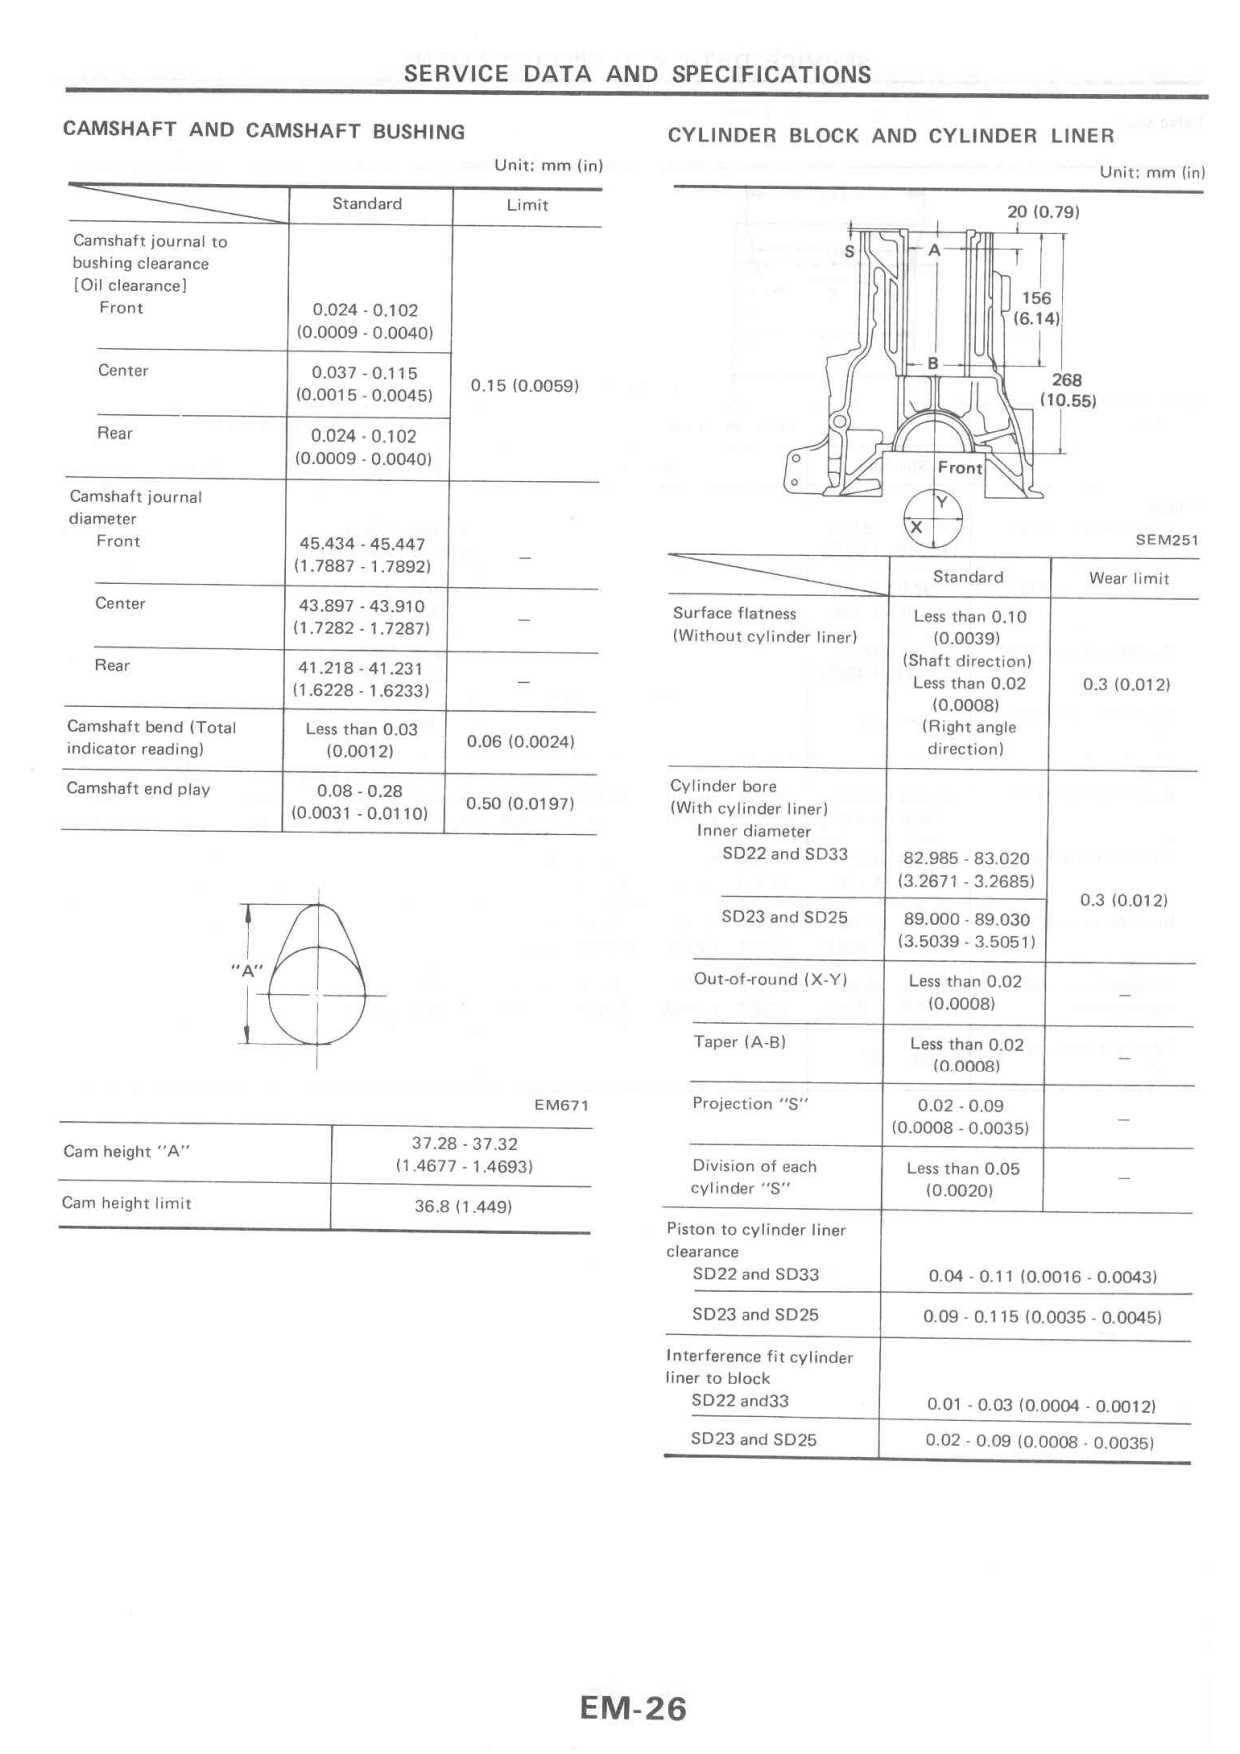 SERVICE DATA AND SPECIFICATIONS
CAMSHAFT AND CAMSHAFT BUSHING
Unit: mm (in)
Standard
Limit
Camshaft journal to
bushing clearance
[Oil clearance]
Front
0.024 - 0.102
(0.0009 - 0.0040)
Center
0.037 - 0.115
(0.0015 - 0.0045)
0.15 (0.0059)
Rear
0.024 - 0.102
(0.0009 - 0.0040)
Camshaft journal
diameter
Front
45.434 - 45.447
(1.7887 - 1.7892)
—
Center
43.897 - 43.910
(1.7282 - 1.7287)
—
Rear
41.218 - 41.231
(1.6228 - 1.6233)
—
Camshaft bend (Total
indicator reading)
Less than 0.03
(0.0012)
0.06 (0.0024)
Camshaft end play
0.08 - 0.28
(0.0031 - 0.0110)
0.50 (0.0197)
"A"
EM671
Cam height "A"
37.28 - 37.32
(1.4677 - 1.4693)
Cam height limit
36.8 (1.449)
CYLINDER BLOCK AND CYLINDER LINER
Unit: mm (in)
20 (0.79)
S
A
156
(6.14)
B
268
(10.55)
Front
Y
X
SEM251
Standard
Wear limit
Surface flatness
(Without cylinder liner)
Less than 0.10
(0.0039)
(Shaft direction)
Less than 0.02
(0.0008)
(Right angle
direction)
0.3 (0.012)
Cylinder bore
(With cylinder liner)
Inner diameter
SD22 and SD33
82.985 - 83.020
(3.2671 - 3.2685)
0.3 (0.012)
SD23 and SD25
89.000 - 89.030
(3.5039 - 3.5051)
Out-of-round (X-Y)
Less than 0.02
(0.0008)
—
Taper (A-B)
Less than 0.02
(0.0008)
—
Projection "S"
0.02 - 0.09
(0.0008 - 0.0035)
—
Division of each
cylinder "S"
Less than 0.05
(0.0020)
—
Piston to cylinder liner
clearance
SD22 and SD33
0.04 - 0.11 (0.0016 - 0.0043)
SD23 and SD25
0.09 - 0.115 (0.0035 - 0.0045)
Interference fit cylinder
liner to block
SD22 and33
0.01 - 0.03 (0.0004 - 0.0012)
SD23 and SD25
0.02 - 0.09 (0.0008 - 0.0035)
EM-26